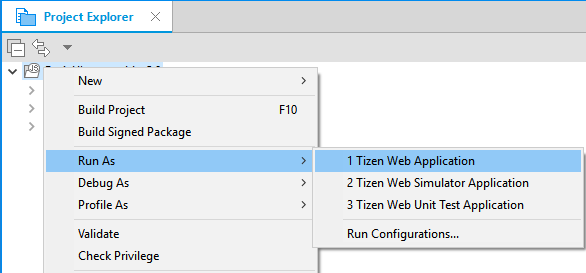 Project Explorer
New
Build Project F10
Build Signed Package
Run As
1 Tizen Web Application
Debug As
2 Tizen Web Simulator Application
Profile As
3 Tizen Web Unit Test Application
Validate
Run Configurations...
Check Privilege